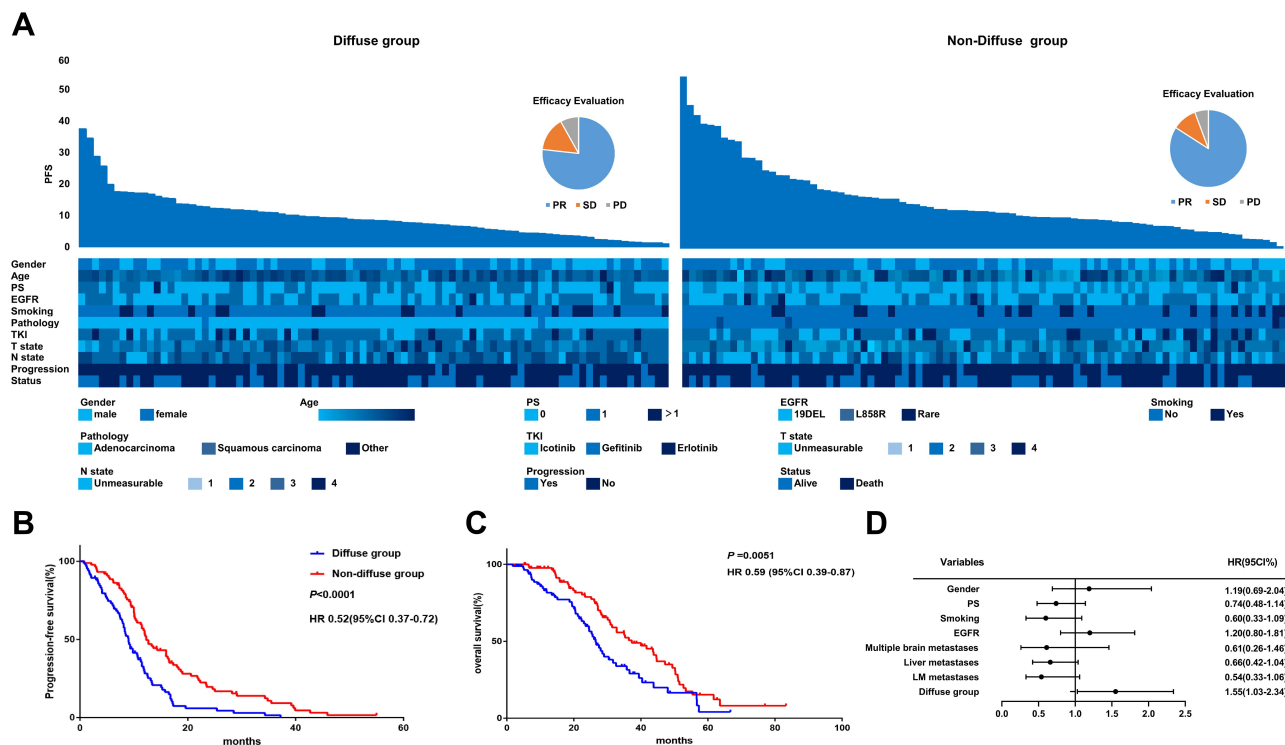 A
Diffuse group
Non-Diffuse group
60
50
40
30
20
10
0
PFS
Efficacy Evaluation
PR SD PD
Efficacy Evaluation
PR SD PD
Gender
Age
PS
EGFR
Smoking
Pathology
TKI
T state
N state
Progression
Status
Gender
male female
Age
PS
0 1 >1
EGFR
19DEL L858R Rare
Smoking
No Yes
Pathology
Adenocarcinoma Squamous carcinoma Other
TKI
Icotinib Gefitinib Erlotinib
T state
Unmeasurable 1 2 3 4
N state
Unmeasurable 1 2 3 4
Progression
Yes No
Status
Alive Death
B
Progression-free survival(%)
100
50
0
0 20 40 60
months
Diffuse group
Non-diffuse group
P<0.0001
HR 0.52(95%CI 0.37-0.72)
C
overall survival(%)
100
50
0
0 20 40 60 80 100
months
P =0.0051
HR 0.59 (95%CI 0.39-0.87)
D
Variables HR(95CI%)
Gender 1.19(0.69-2.04)
PS 0.74(0.48-1.14)
Smoking 0.60(0.33-1.09)
EGFR 1.20(0.80-1.81)
Multiple brain metastases 0.61(0.26-1.46)
Liver metastases 0.66(0.42-1.04)
LM metastases 0.54(0.33-1.06)
Diffuse group 1.55(1.03-2.34)
0.0 0.5 1.0 1.5 2.0 2.5